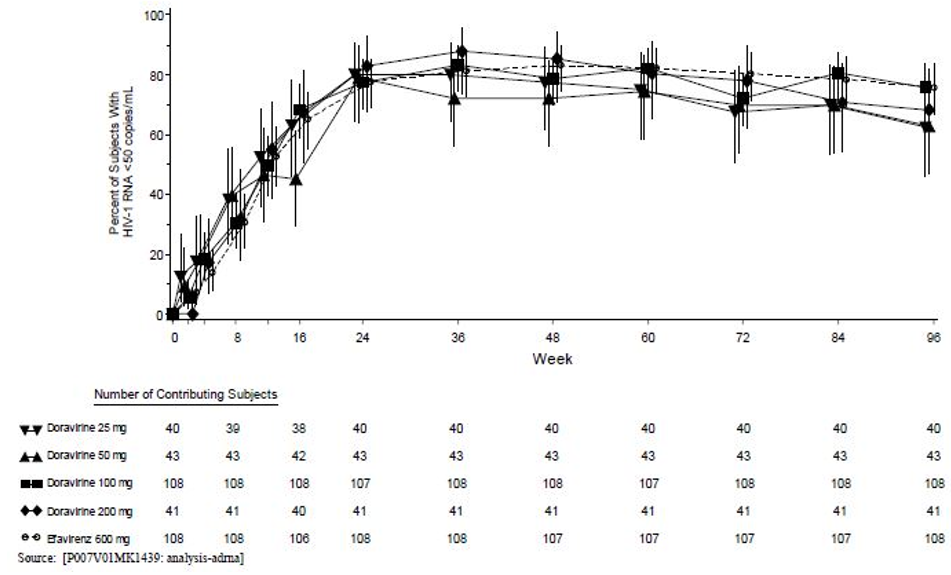 100
80
60
40
20
0
Percent of Subjects With
HIV-1 RNA <50 copies/mL
0 8 16 24 36 48 60 72 84 96
Week
Number of Contributing Subjects
Doravirine 25 mg 40 39 38 40 40 40 40 40 40 40
Doravirine 50 mg 43 43 42 43 43 43 43 43 43 43
Doravirine 100 mg 108 108 108 107 108 108 107 108 108 108
Doravirine 200 mg 41 41 40 41 41 41 41 41 41 41
Efavirenz 600 mg 108 108 106 108 108 107 107 107 107 108
Source: [P007V01MK1439: analysis-adrna]